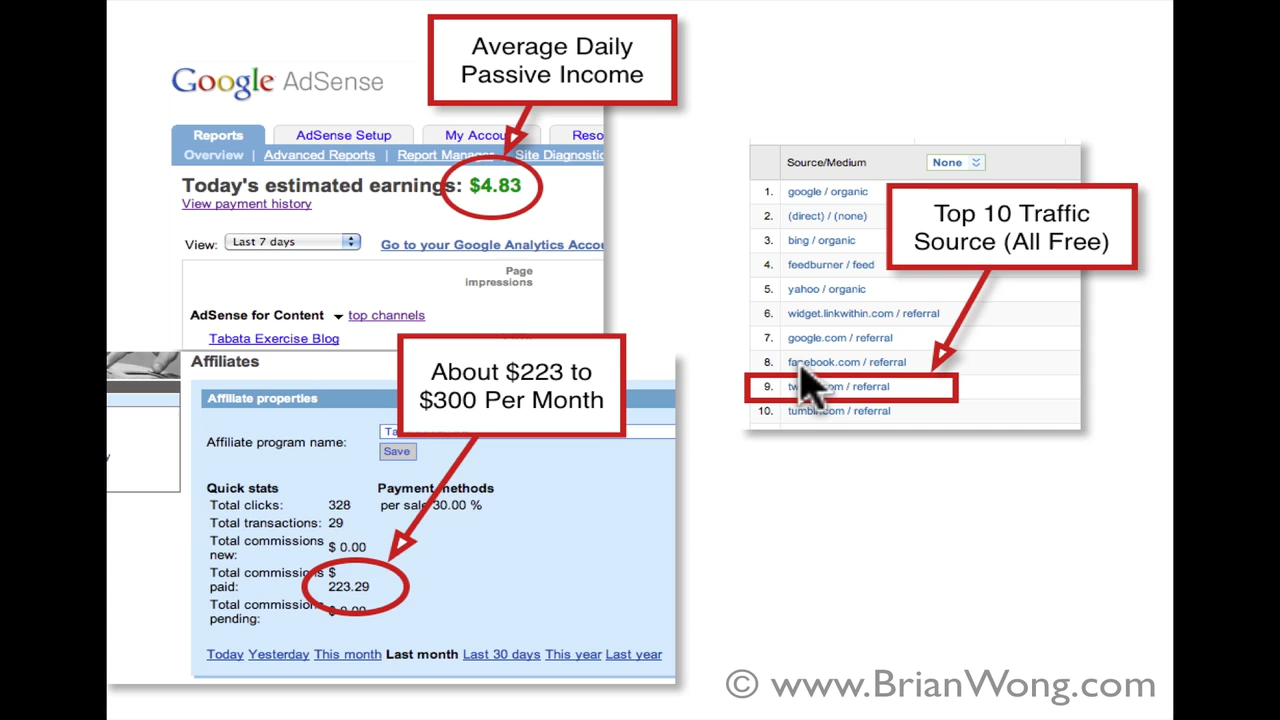 Average Daily
Passive Income
Google AdSense
Reports AdSense Setup My Accou Reso
Overview | Advanced Reports | Report Manager Site Diagnostic
Today's estimated earnings: $4.83
View payment history
View: Last 7 days Go to your Google Analytics Accou
Page
impressions
AdSense for Content top channels
Tabata Exercise Blog
Affiliates
About $223 to
$300 Per Month
Affiliate properties
Affiliate program name:
Save
Quick stats Payment methods
Total clicks: 328 per sale 30.00 %
Total transactions: 29
Total commissions
new: $ 0.00
Total commissions $
paid: 223.29
Total commissions
pending: $ 0.00
Today Yesterday This month Last month Last 30 days This year Last year
Source/Medium None
1. google / organic
2. (direct) / (none)
3. bing / organic
4. feedburner / feed
5. yahoo / organic
6. widget.linkwithin.com / referral
7. google.com / referral
8. facebook.com / referral
9. / referral
10. tumblr.com / referral
Top 10 Traffic
Source (All Free)
© www.BrianWong.com